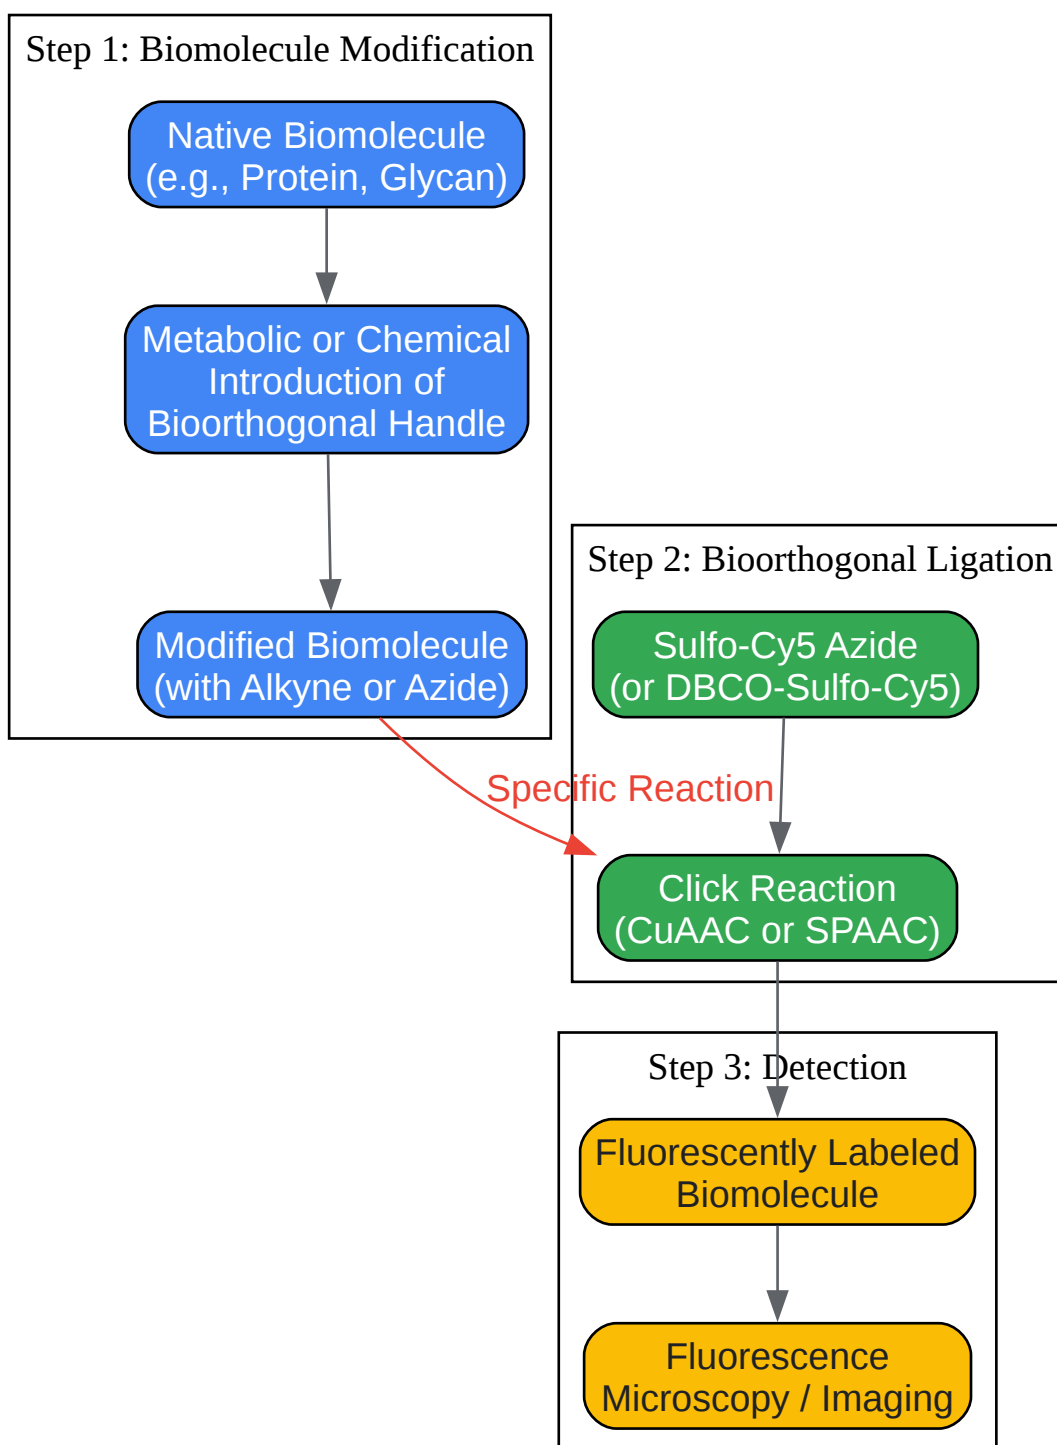 Step 1: Biomolecule Modification
Native Biomolecule
(e.g., Protein, Glycan)
Metabolic or Chemical
Introduction of
Bioorthogonal Handle
Modified Biomolecule
(with Alkyne or Azide)
Step 2: Bioorthogonal Ligation
Sulfo-Cy5 Azide
(or DBCO-Sulfo-Cy5)
Specific Reaction
Click Reaction
(CuAAC or SPAAC)
Step 3: Detection
Fluorescently Labeled
Biomolecule
Fluorescence
Microscopy / Imaging